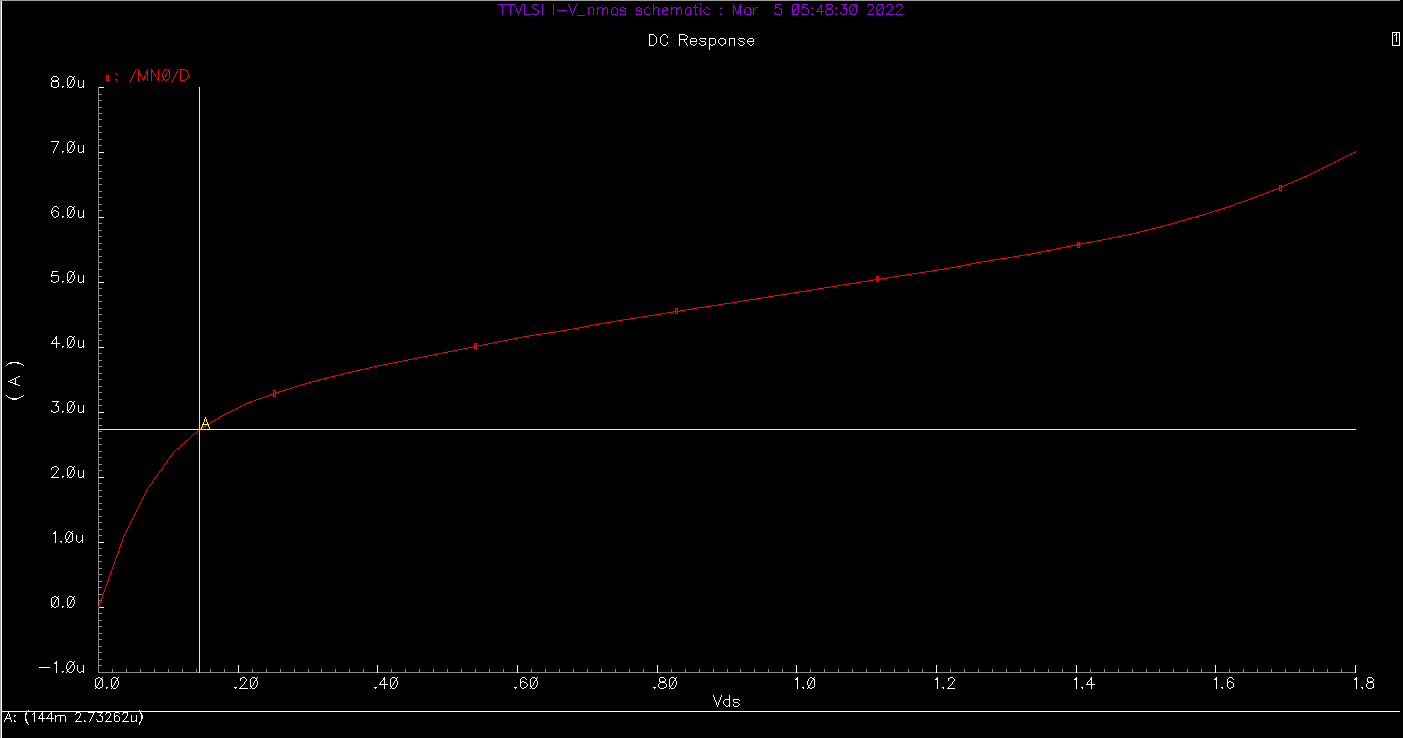 TTVLSI I-V_nmos schematic : Mar 5 05:48:30 2022
DC Response
1
▯: /MN0/D
8.0u
7.0u
6.0u
5.0u
4.0u
3.0u
2.0u
1.0u
0.0
-1.0u
(A)
A
0.0 .20 .40 .60 .80 1.0 1.2 1.4 1.6 1.8
Vds
A: (144m 2.73262u)